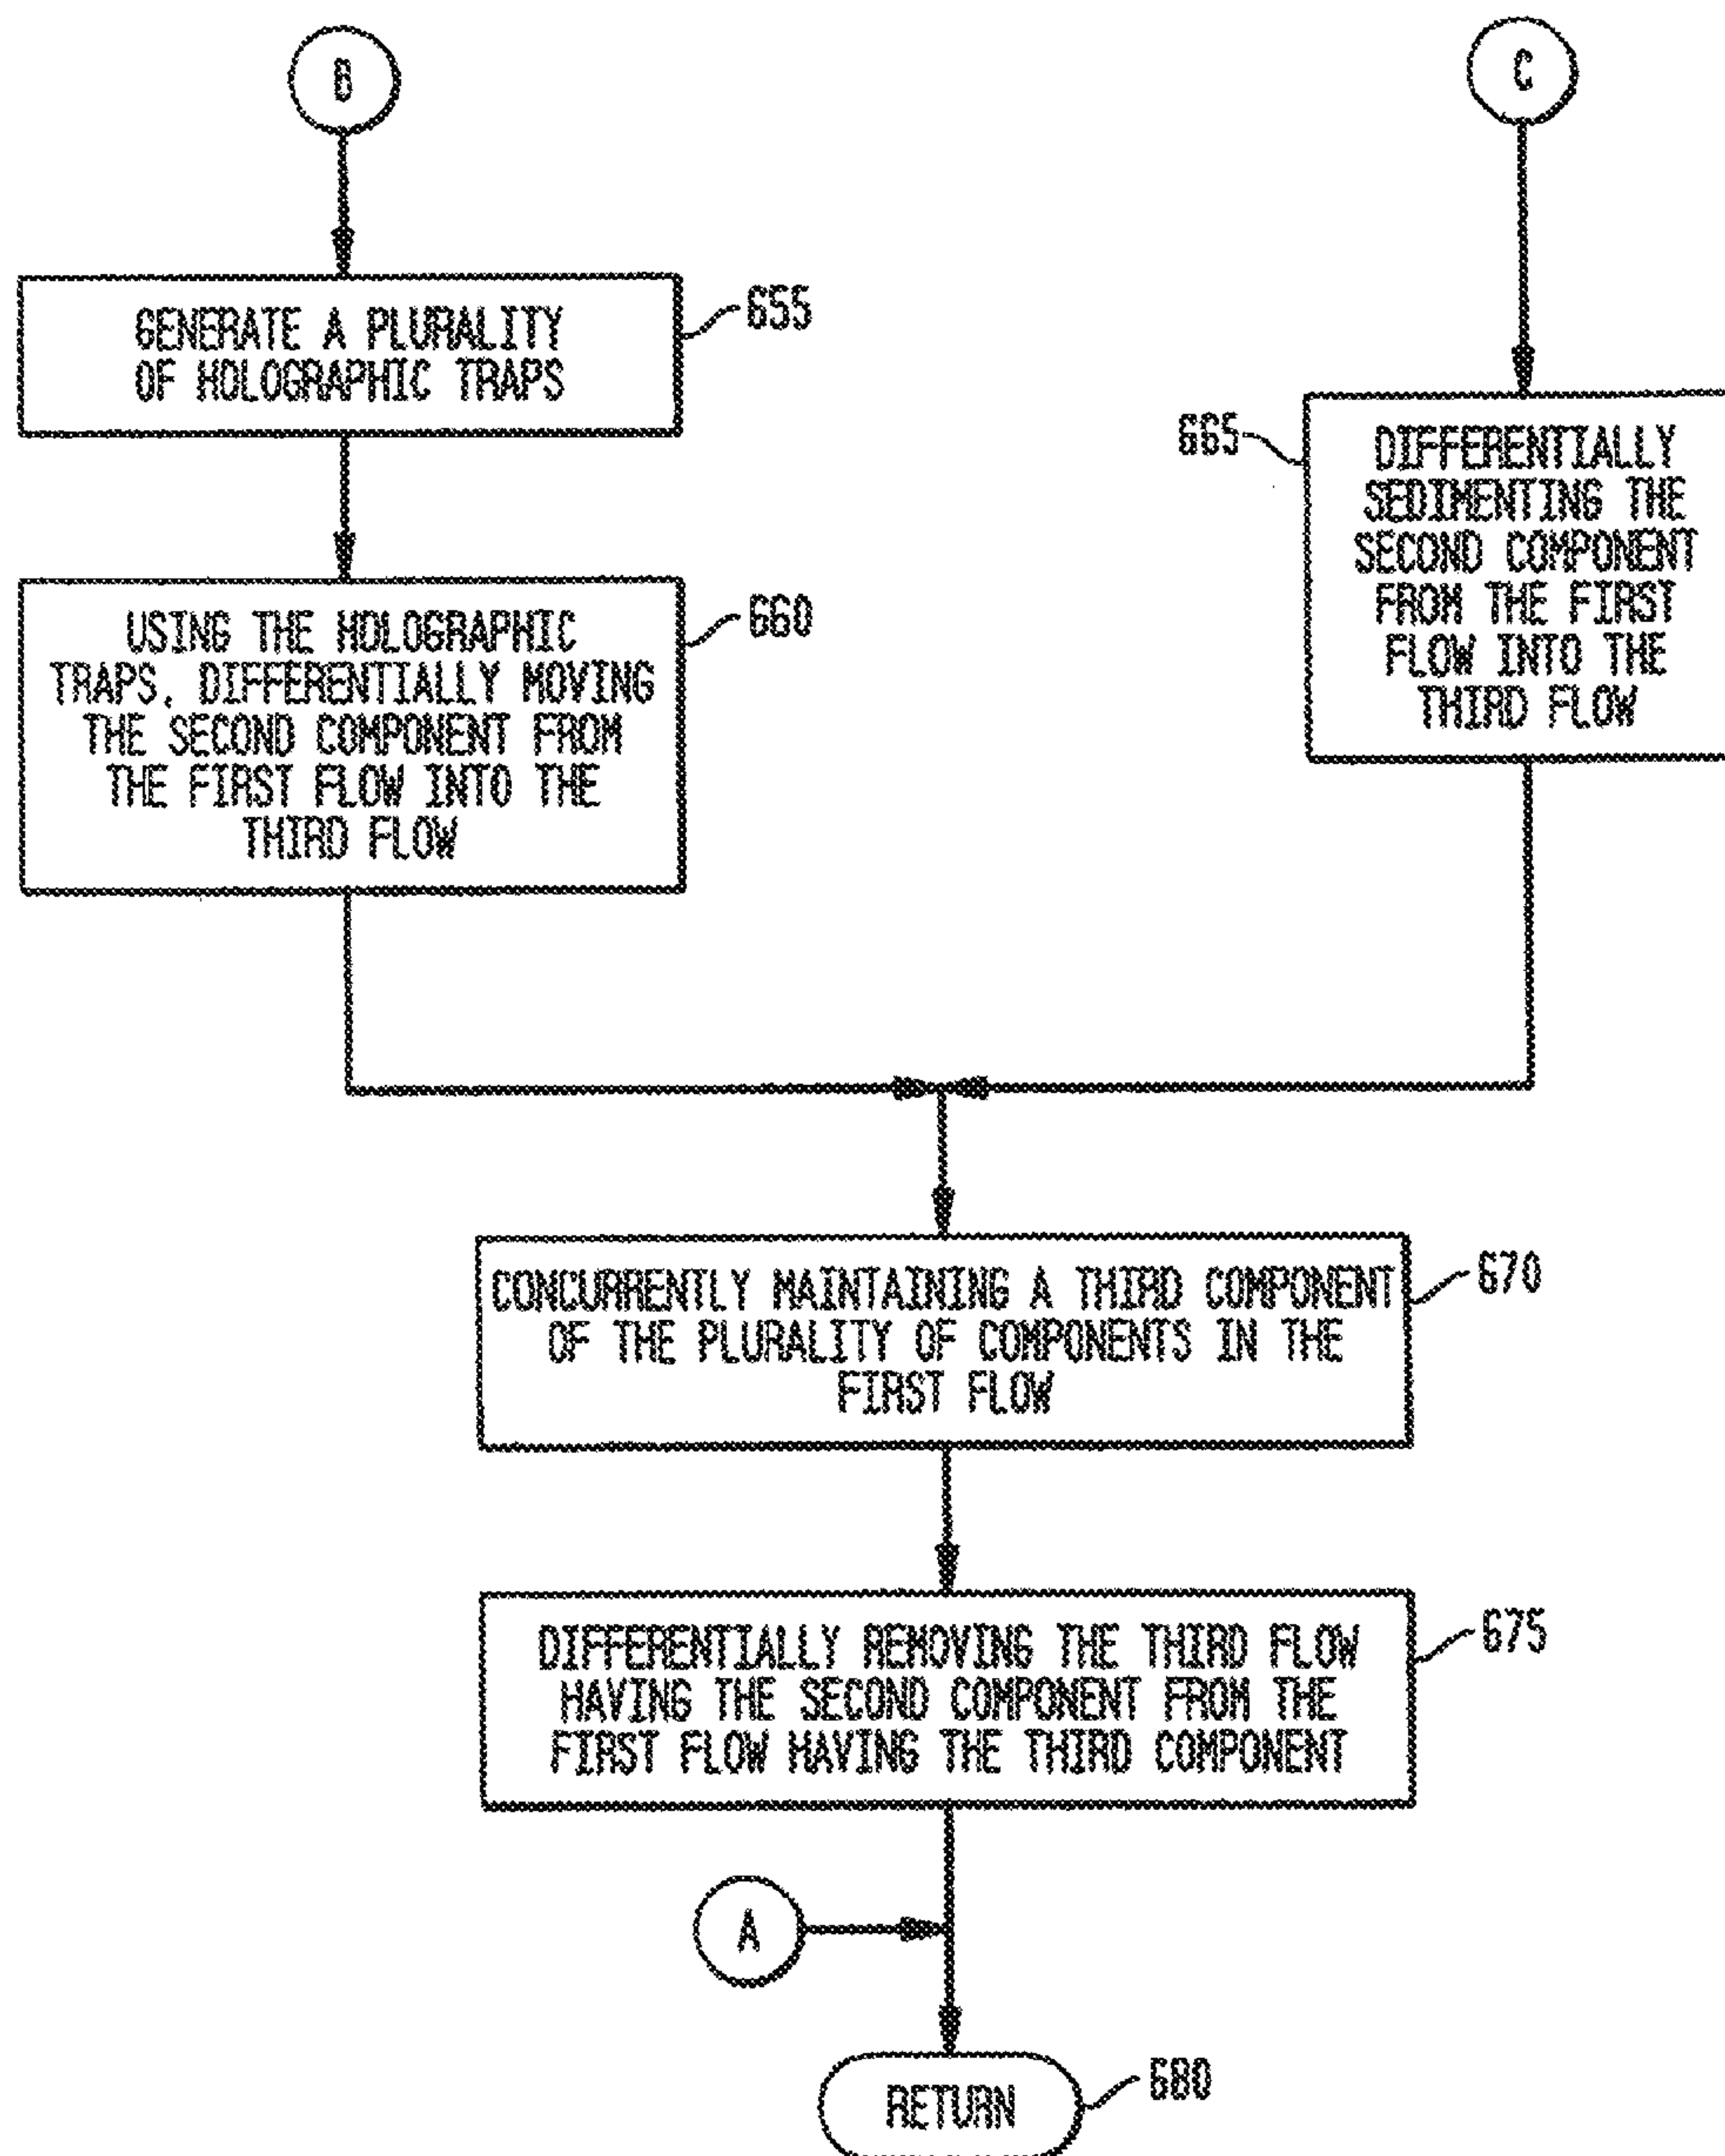 B
C
GENERATE A PLURALITY
OF HOLOGRAPHIC TRAPS
655
USING THE HOLOGRAPHIC
TRAPS, DIFFERENTIALLY MOVING
THE SECOND COMPONENT FROM
THE FIRST FLOW INTO THE
THIRD FLOW
660
665
DIFFERENTIALLY
SEDIMENTING THE
SECOND COMPONENT
FROM THE FIRST
FLOW INTO THE
THIRD FLOW
CONCURRENTLY MAINTAINING A THIRD COMPONENT
OF THE PLURALITY OF COMPONENTS IN THE
FIRST FLOW
670
DIFFERENTIALLY REMOVING THE THIRD FLOW
HAVING THE SECOND COMPONENT FROM THE
FIRST FLOW HAVING THE THIRD COMPONENT
675
A
RETURN
680